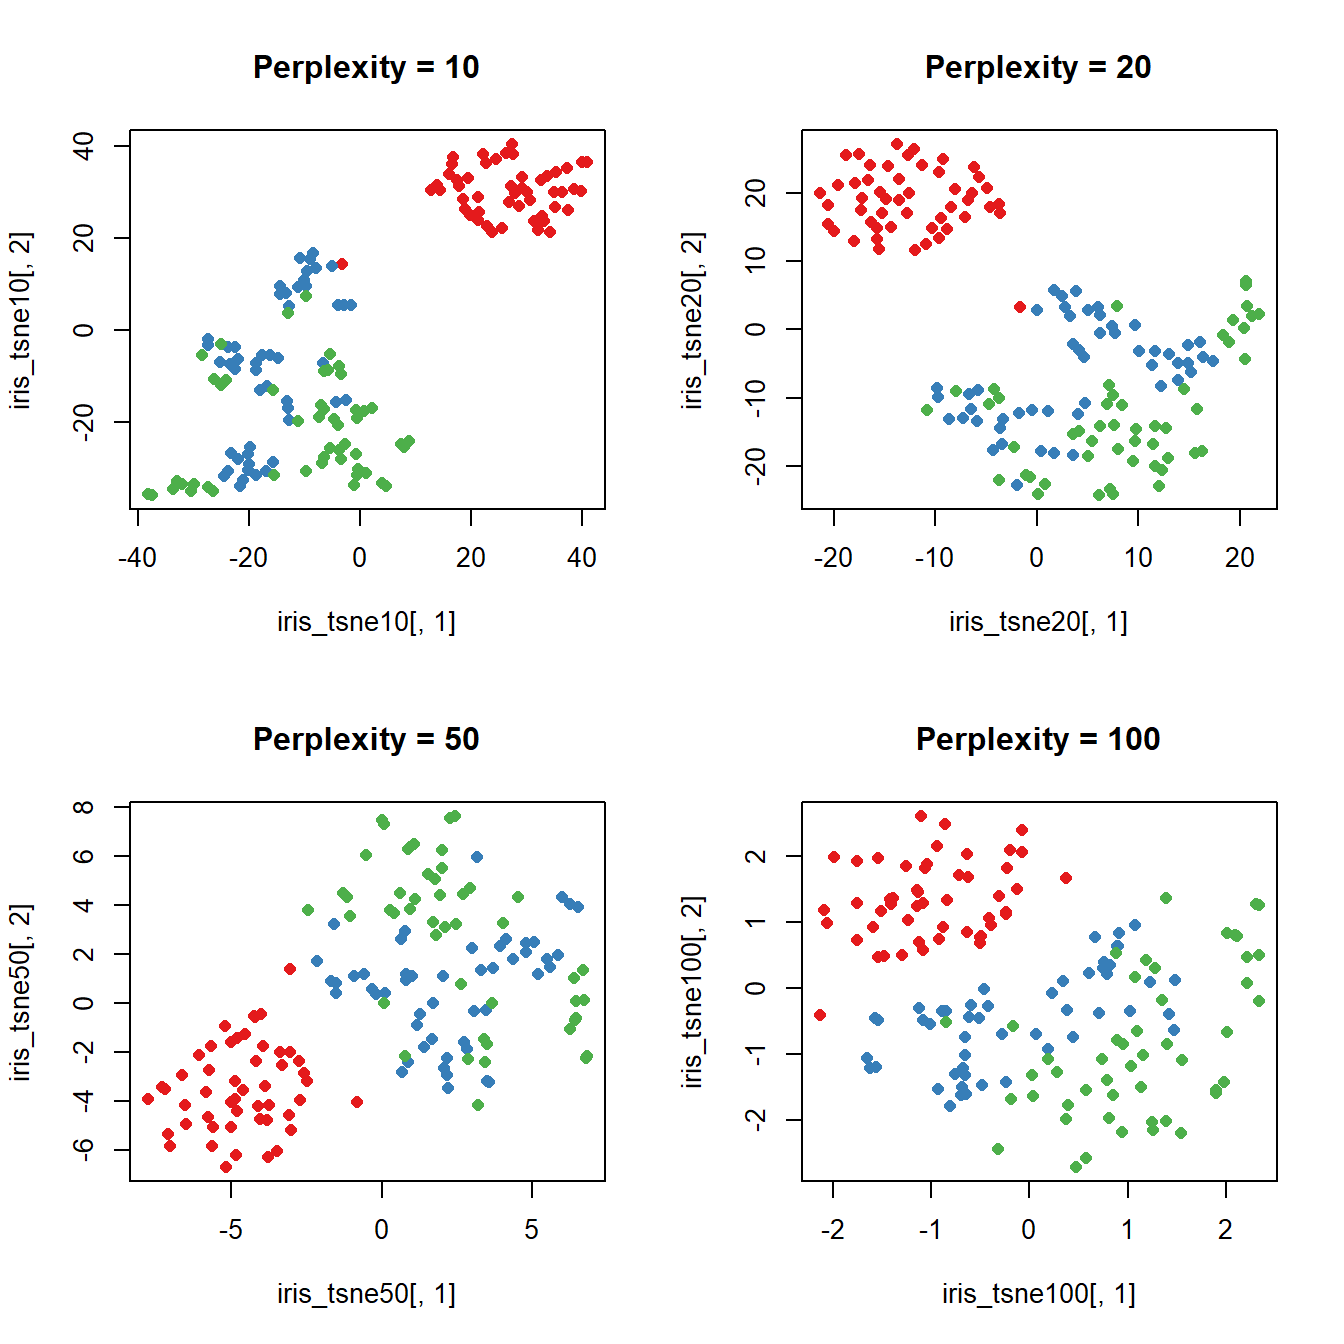 Perplexity = 10
iris_tsne10[, 2]
40
20
0
-20
-40 -20 0 20 40
iris_tsne10[, 1]
Perplexity = 20
iris_tsne20[, 2]
20
10
0
-10
-20
-20 -10 0 10 20
iris_tsne20[, 1]
Perplexity = 50
iris_tsne50[, 2]
8
6
4
2
0
-2
-4
-6
-5 0 5
iris_tsne50[, 1]
Perplexity = 100
iris_tsne100[, 2]
2
1
0
-1
-2
-2 -1 0 1 2
iris_tsne100[, 1]